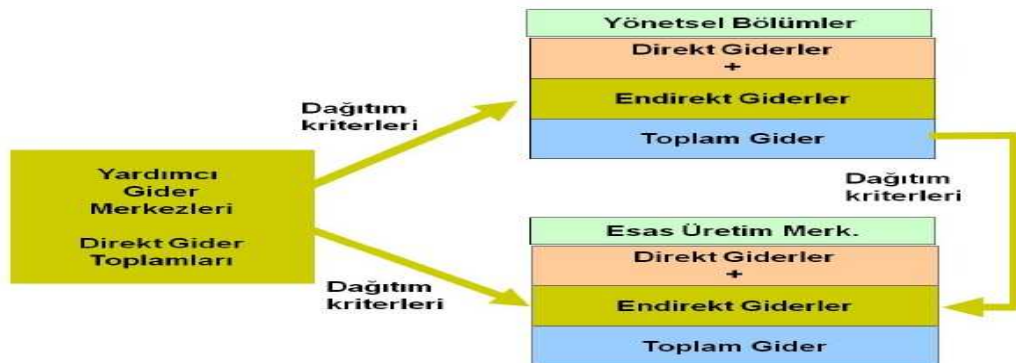 Yönetsel Bölümler
Direkt Giderler
+
Endirekt Giderler
Toplam Gider
Dağıtım
kriterleri
Yardımcı
Gider
Merkezleri
Direkt Gider
Toplamları
Dağıtım
kriterleri
Dağıtım
kriterleri
Esas Üretim Merk.
Direkt Giderler
+
Endirekt Giderler
Toplam Gider